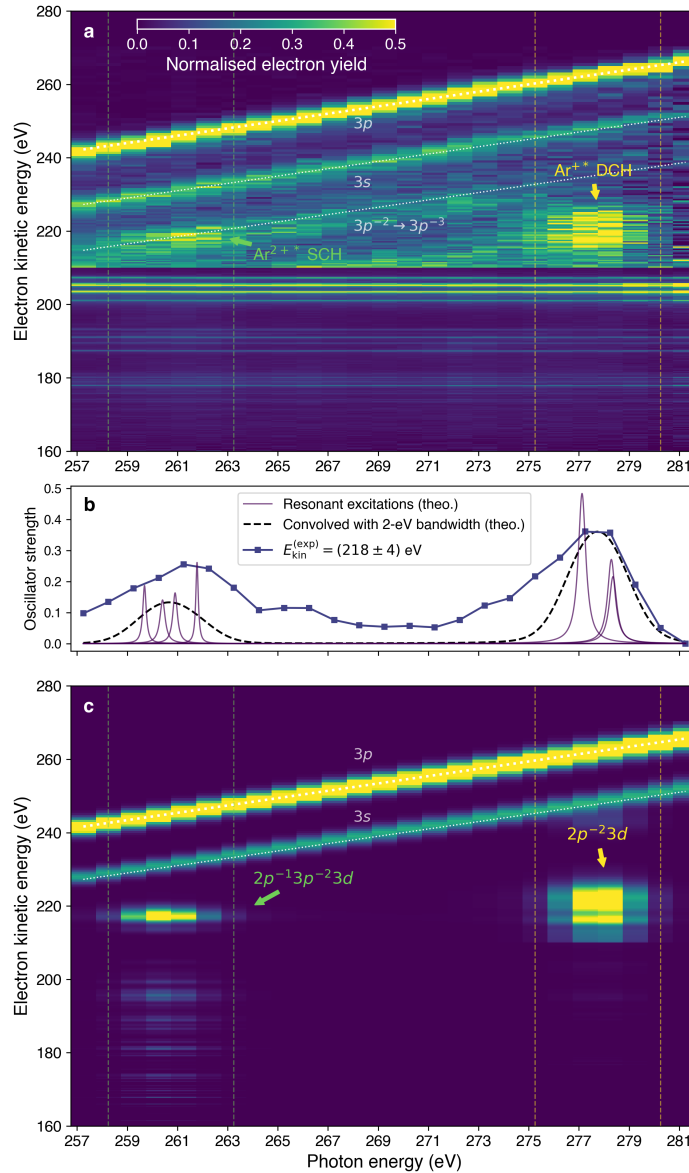 a
0.0 0.1 0.2 0.3 0.4 0.5
Normalised electron yield
280
260
240
220
200
180
160
Electron kinetic energy (eV)
3p
3s
3p⁻² → 3p⁻³
Ar²⁺* SCH
Ar⁺* DCH
257 259 261 263 265 267 269 271 273 275 277 279 281
b
0.5
0.4
0.3
0.2
0.1
0.0
Oscillator strength
Resonant excitations (theo.)
Convolved with 2-eV bandwidth (theo.)
E_kin^(exp) = (218 ± 4) eV
c
280
260
240
220
200
180
160
Electron kinetic energy (eV)
3p
3s
2p⁻¹3p⁻²3d
2p⁻²3d
257 259 261 263 265 267 269 271 273 275 277 279 281
Photon energy (eV)